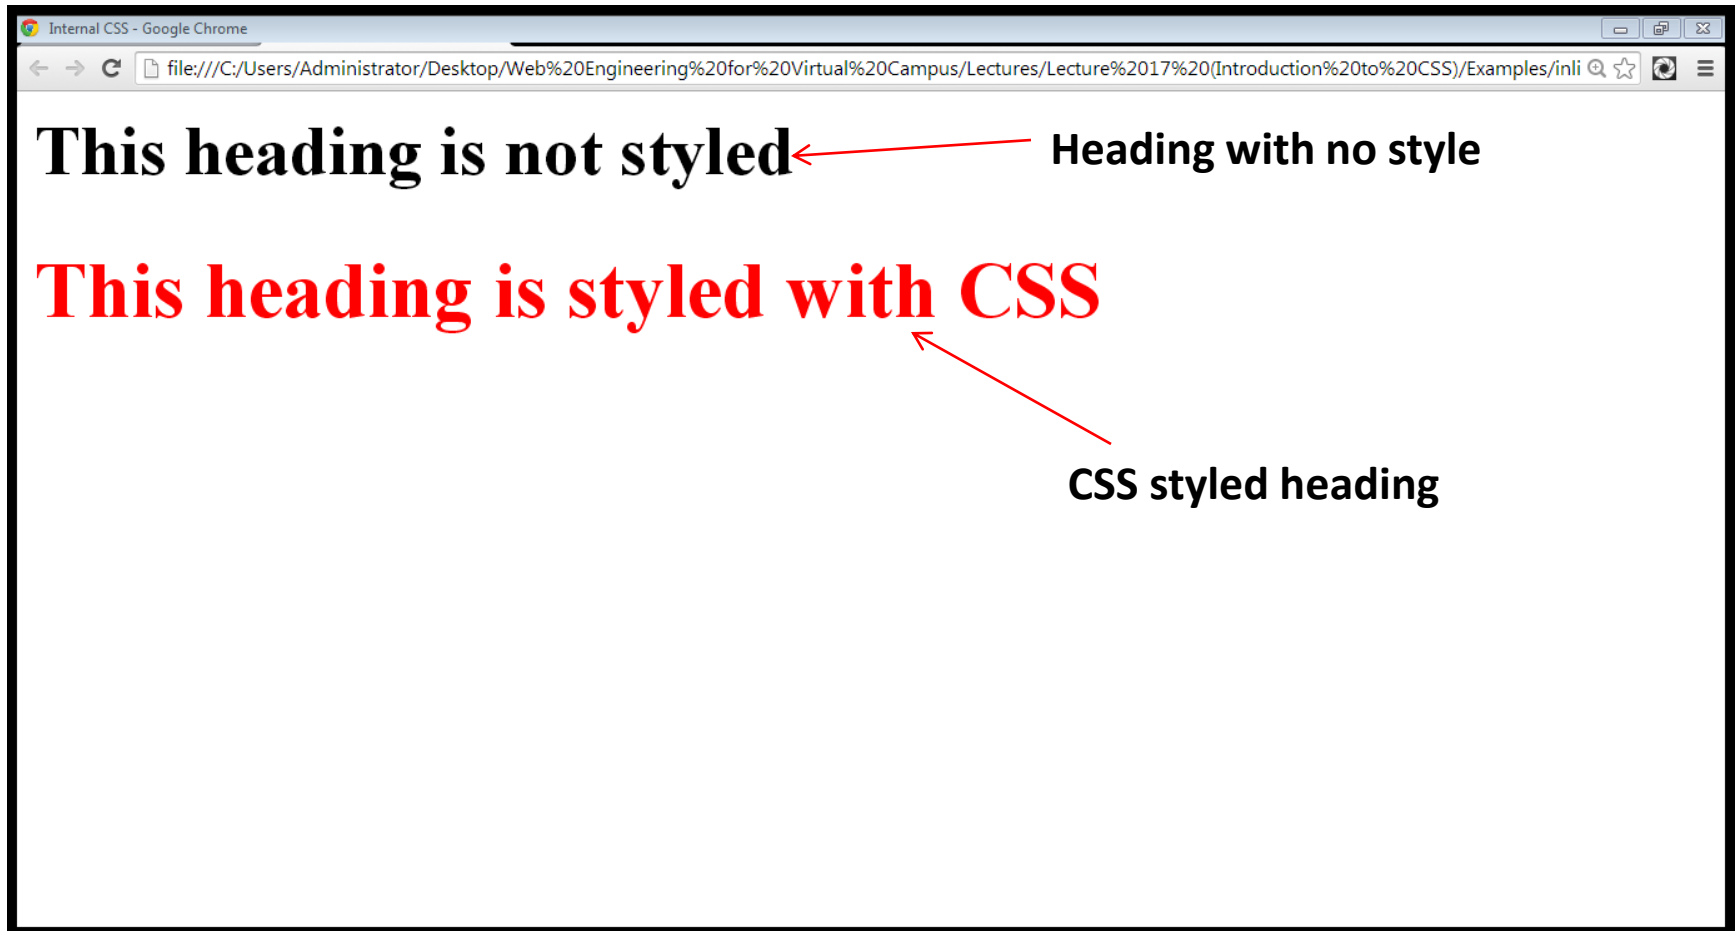 Internal CSS - Google Chrome
file:///C:/Users/Administrator/Desktop/Web%20Engineering%20for%20Virtual%20Campus/Lectures/Lecture%2017%20(Introduction%20to%20CSS)/Examples/inli
This heading is not styled
Heading with no style
This heading is styled with CSS
CSS styled heading